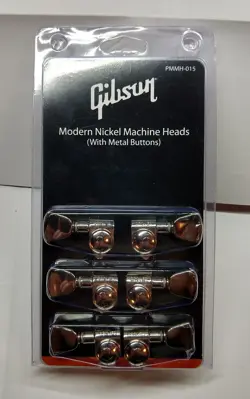 PMMH-015
Gibson
Modern Nickel Machine Heads
(With Metal Buttons)